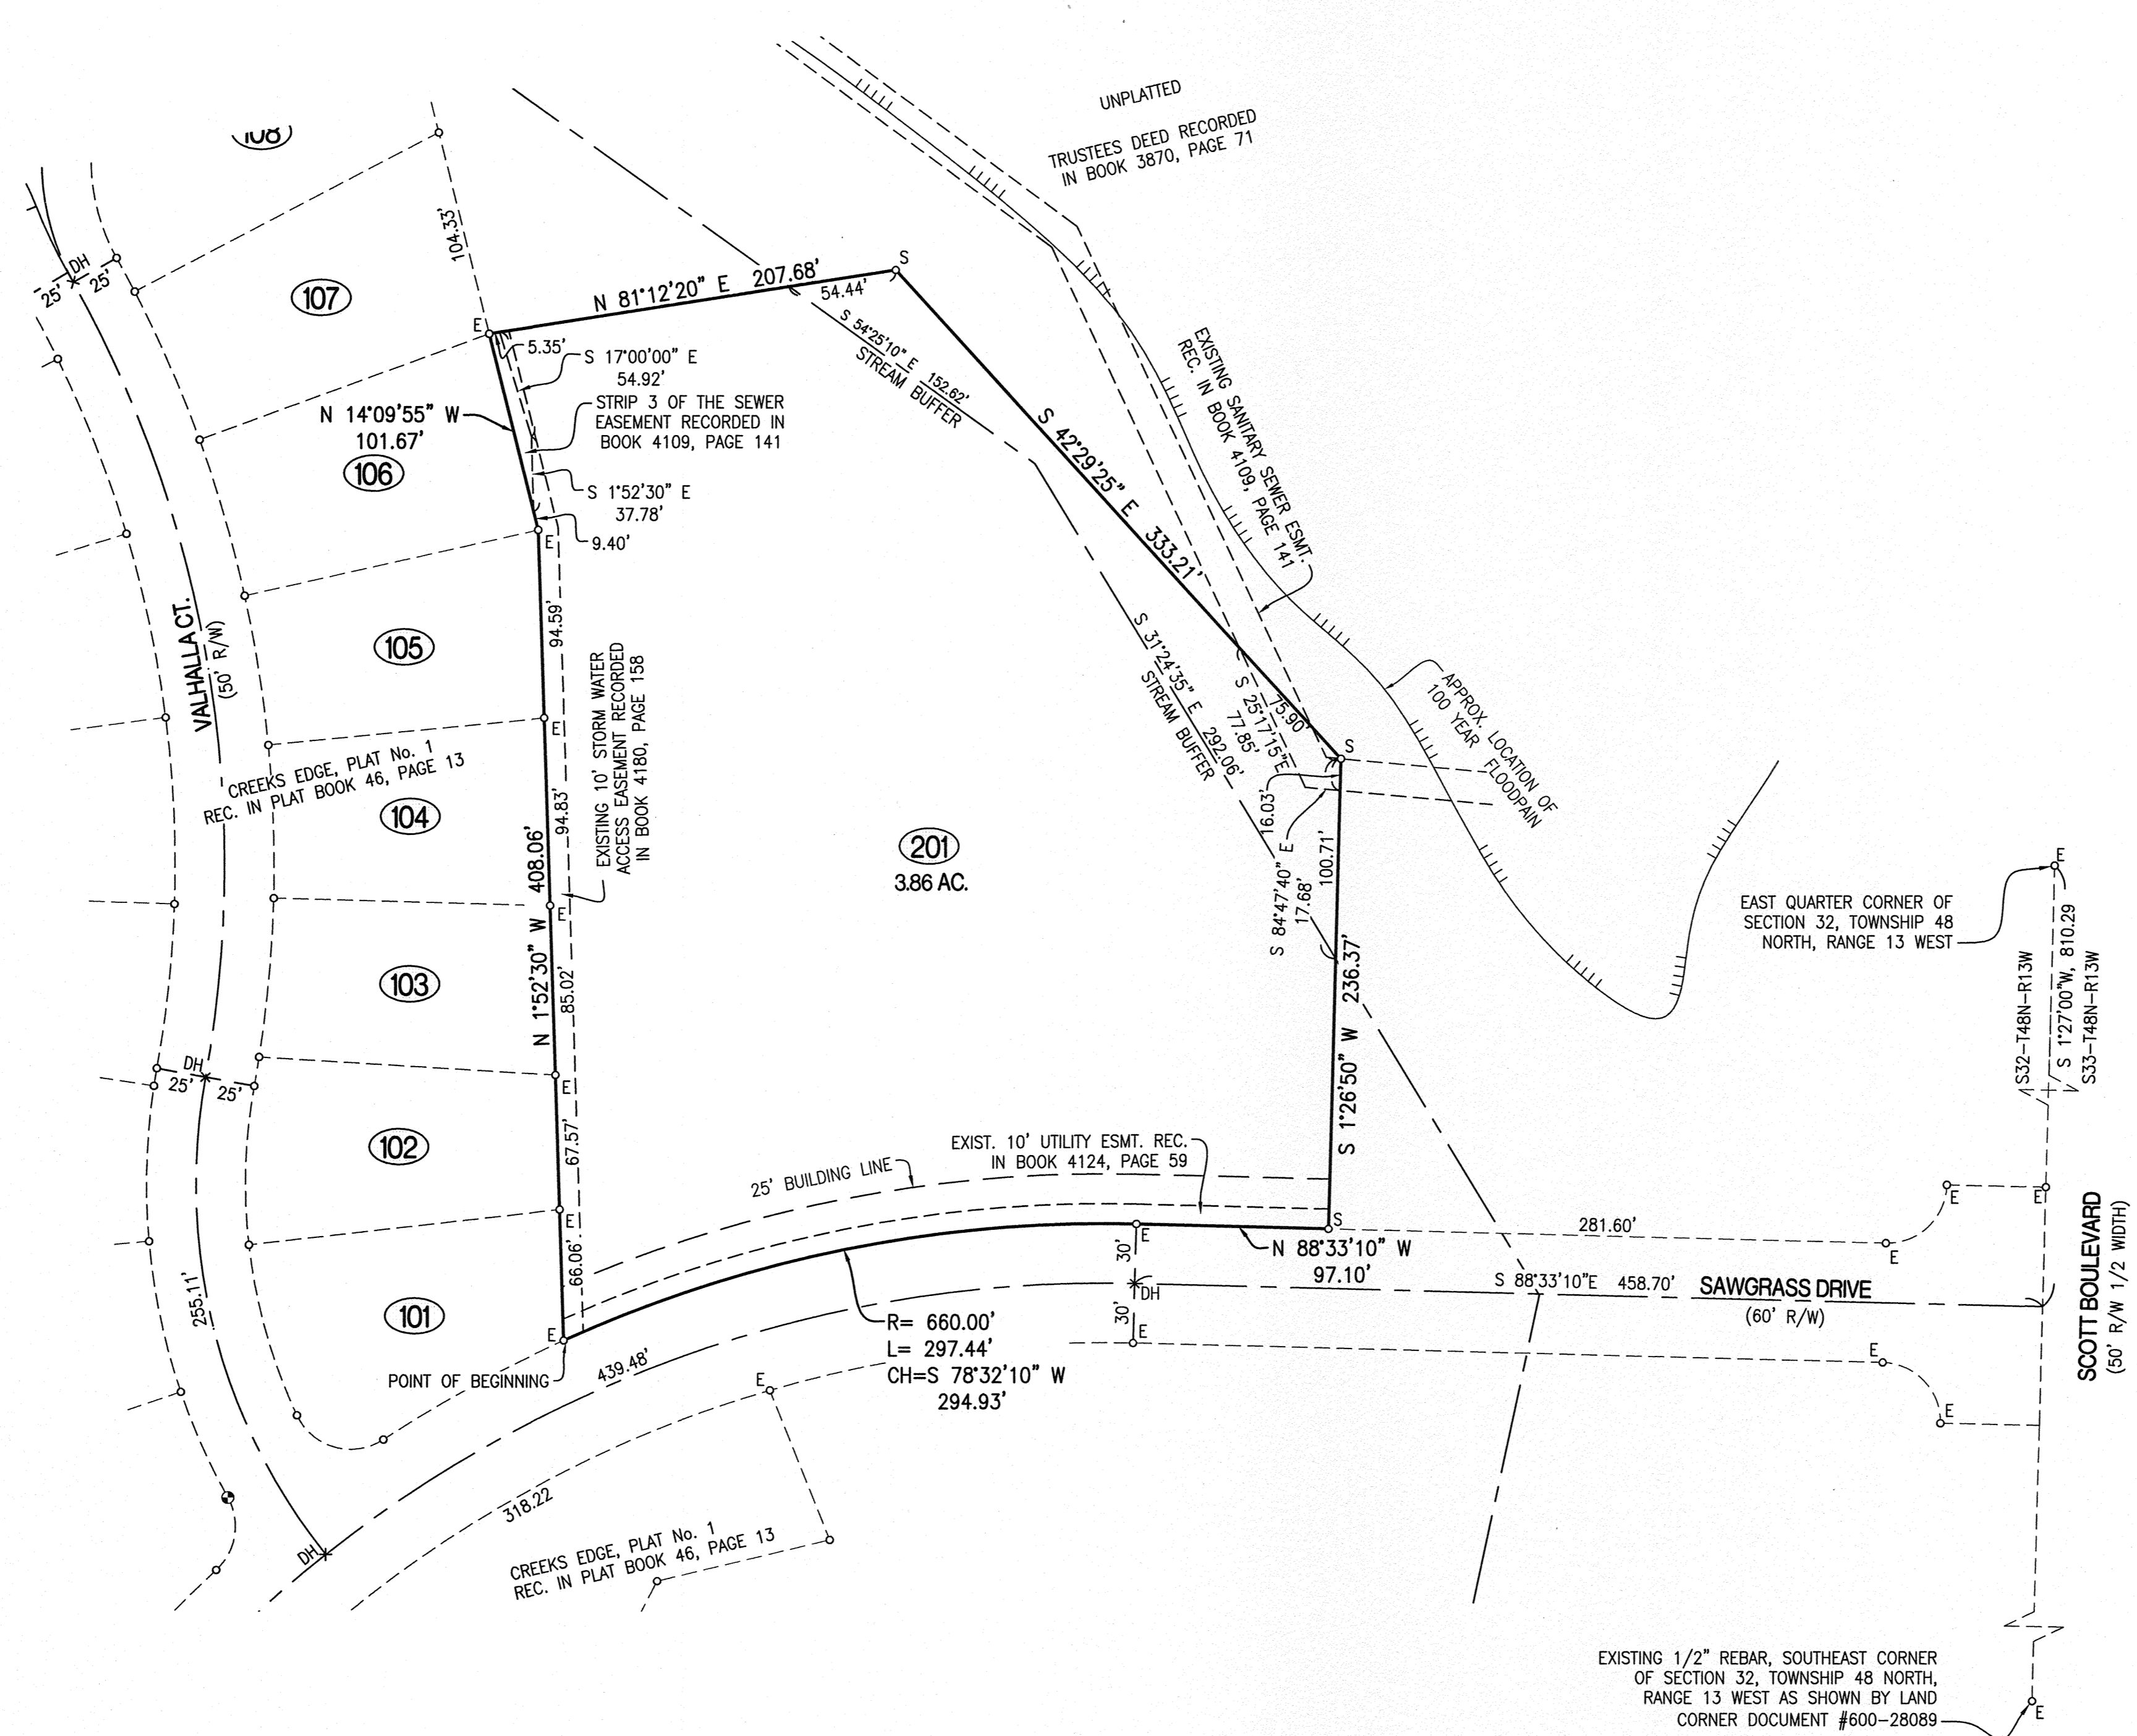 UNPLATTED
TRUSTEES DEED RECORDED
IN BOOK 3870, PAGE 71
108
107
106
105
104
103
102
101
DH
25'
25'
104.33'
E
N 81°12'20" E 207.68'
54.44'
S
5.35'
S 17°00'00" E
54.92'
STRIP 3 OF THE SEWER
EASEMENT RECORDED IN
BOOK 4109, PAGE 141
N 14°09'55" W
101.67'
S 1°52'30" E
37.78'
9.40'
E
S 54°25'10" E 152.62'
STREAM BUFFER
S 42°29'25" E 333.21'
EXISTING SANITARY SEWER ESMT.
REC. IN BOOK 4109, PAGE 141
S 31°24'35" E 292.06'
STREAM BUFFER
S 25°17'15" E
77.85'
75.90'
S
16.03'
S 84°47'40" E
17.68'
100.71'
APPROX. LOCATION OF
100 YEAR FLOODPAIN
VALHALLA CT.
(50' R/W)
CREEKS EDGE, PLAT No. 1
REC. IN PLAT BOOK 46, PAGE 13
94.59'
E
EXISTING 10' STORM WATER
ACCESS EASEMENT RECORDED
IN BOOK 4180, PAGE 158
94.83'
E
N 1°52'30" W 408.06'
85.02'
E
67.57'
E
66.06'
E
201
3.86 AC.
S 1°26'50" W 236.37'
EAST QUARTER CORNER OF
SECTION 32, TOWNSHIP 48
NORTH, RANGE 13 WEST
E
S32-T48N-R13W
S 1°27'00"W, 810.29
S33-T48N-R13W
DH
25'
25'
255.11'
25' BUILDING LINE
EXIST. 10' UTILITY ESMT. REC.
IN BOOK 4124, PAGE 59
S
E
N 88°33'10" W
97.10'
30'
DH
30'
E
281.60'
E
E
E
S 88°33'10"E 458.70'
SAWGRASS DRIVE
(60' R/W)
E
E
SCOTT BOULEVARD
(50' R/W 1/2 WIDTH)
POINT OF BEGINNING
R= 660.00'
L= 297.44'
CH=S 78°32'10" W
294.93'
439.48'
E
318.22
DH
CREEKS EDGE, PLAT No. 1
REC. IN PLAT BOOK 46, PAGE 13
EXISTING 1/2" REBAR, SOUTHEAST CORNER
OF SECTION 32, TOWNSHIP 48 NORTH,
RANGE 13 WEST AS SHOWN BY LAND
CORNER DOCUMENT #600-28089
E